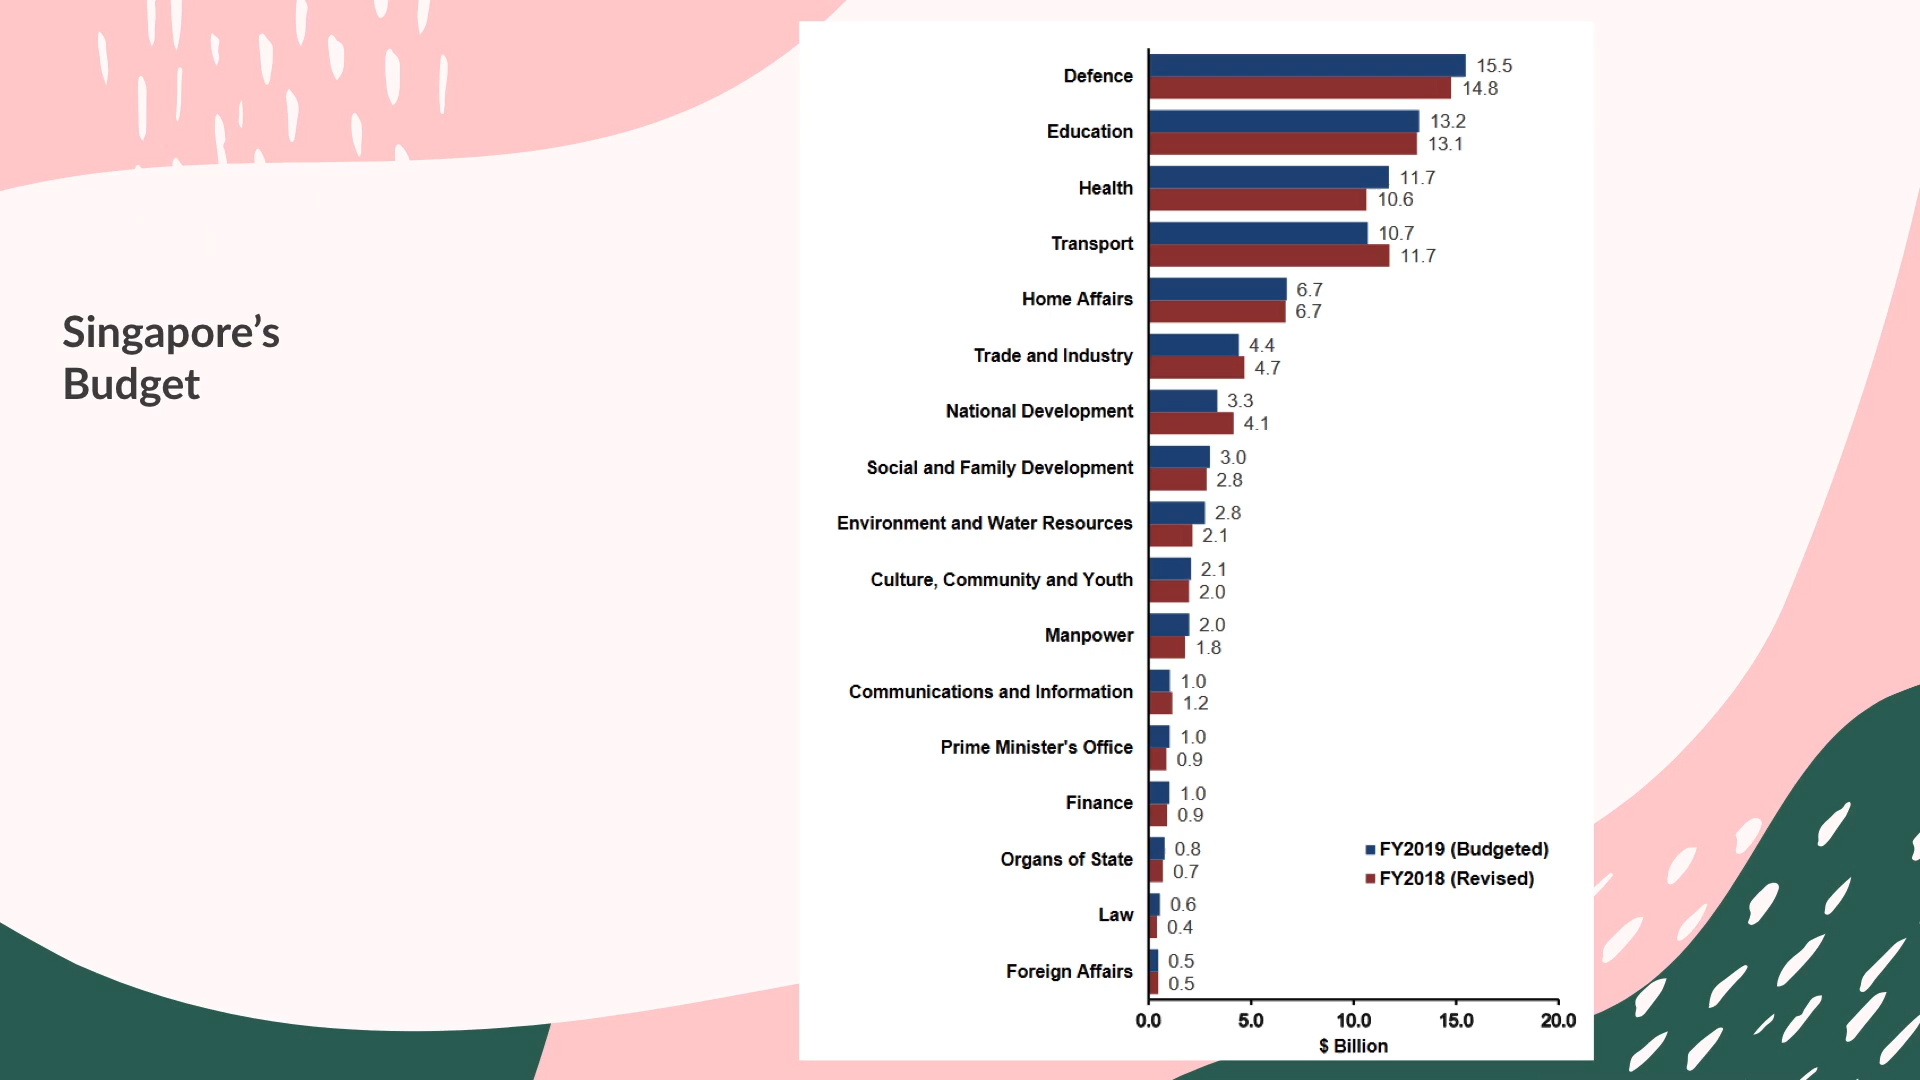 Singapore’s
Budget
Defence
15.5
14.8
Education
13.2
13.1
Health
11.7
10.6
Transport
10.7
11.7
Home Affairs
6.7
6.7
Trade and Industry
4.4
4.7
National Development
3.3
4.1
Social and Family Development
3.0
2.8
Environment and Water Resources
2.8
2.1
Culture, Community and Youth
2.1
2.0
Manpower
2.0
1.8
Communications and Information
1.0
1.2
Prime Minister's Office
1.0
0.9
Finance
1.0
0.9
Organs of State
0.8
0.7
Law
0.6
0.4
Foreign Affairs
0.5
0.5
FY2019 (Budgeted)
FY2018 (Revised)
0.0 5.0 10.0 15.0 20.0
$ Billion